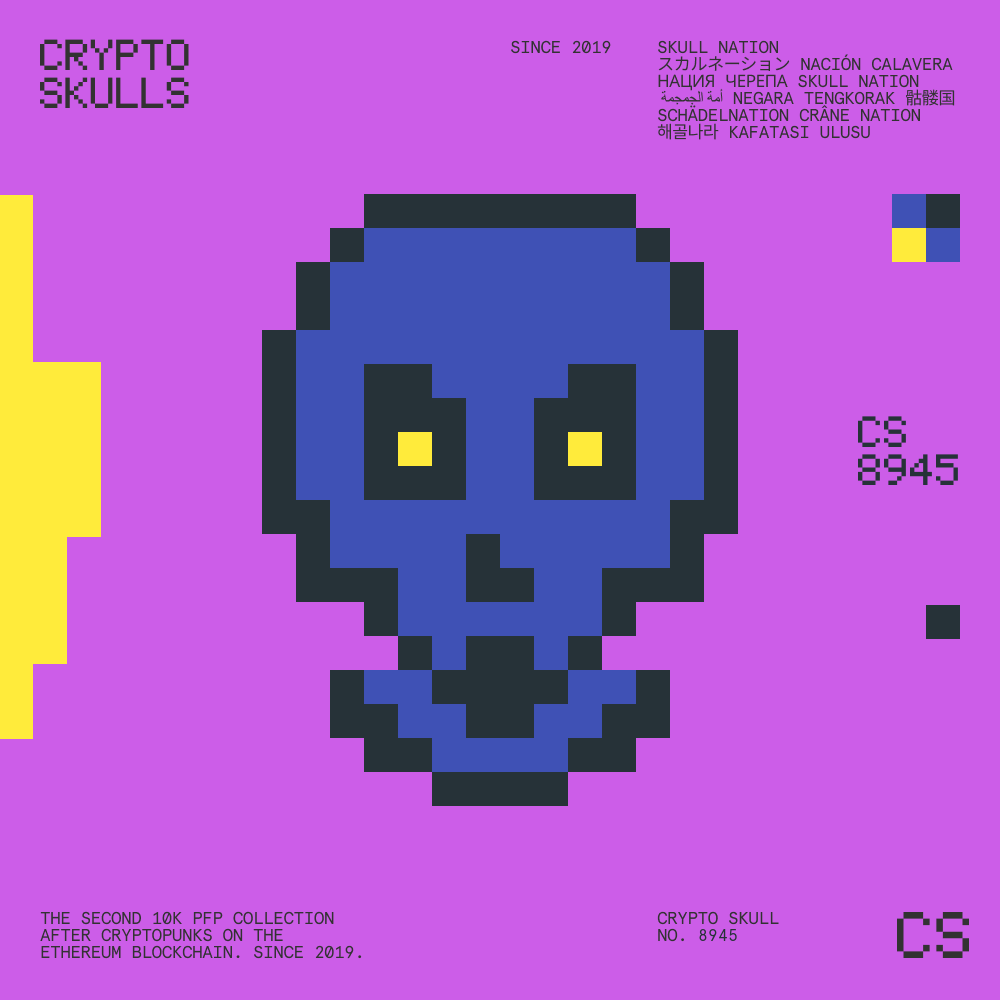 CRYPTO
SKULLS
SINCE 2019
SKULL NATION
スカルネーション NACIÓN CALAVERA
НАЦИЯ ЧЕРЕПА SKULL NATION
أمة الجمجمة NEGARA TENGKORAK 骷髅国
SCHÄDELNATION CRÂNE NATION
해골나라 KAFATASI ULUSU
CS
8945
THE SECOND 10K PFP COLLECTION
AFTER CRYPTOPUNKS ON THE
ETHEREUM BLOCKCHAIN. SINCE 2019.
CRYPTO SKULL
NO. 8945
CS